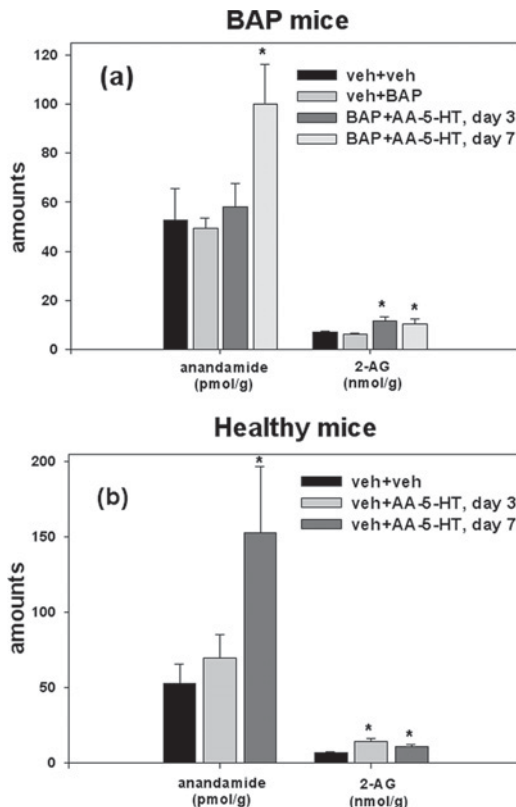 BAP mice
(a)
*
veh+veh
veh+BAP
BAP+AA-5-HT, day 3
BAP+AA-5-HT, day 7
* *
amounts
120
100
80
60
40
20
0
anandamide 2-AG
(pmol/g) (nmol/g)
Healthy mice
(b)
*
veh+veh
veh+AA-5-HT, day 3
veh+AA-5-HT, day 7
* *
amounts
200
150
100
50
0
anandamide 2-AG
(pmol/g) (nmol/g)